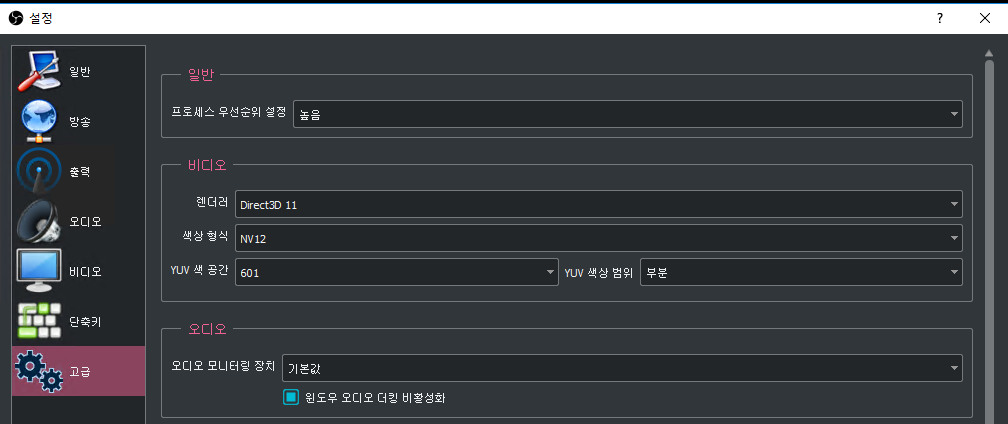 설정
?
일반
방송
출력
오디오
비디오
단축키
고급
일반
프로세스 우선순위 설정 높음
비디오
렌더러 Direct3D 11
색상 형식 NV12
YUV 색 공간 601 YUV 색상 범위 부분
오디오
오디오 모니터링 장치 기본값
윈도우 오디오 더킹 비활성화